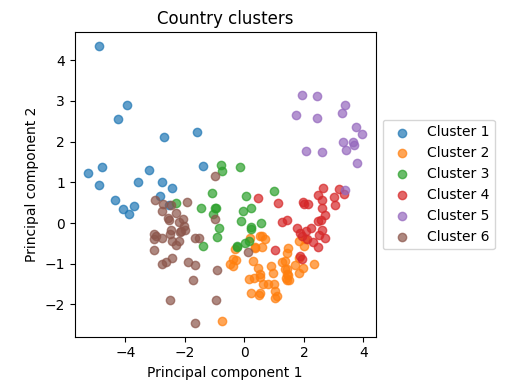 Country clusters
Principal component 2
4
3
2
1
0
−1
−2
−4
−2
0
2
4
Principal component 1
Cluster 1
Cluster 2
Cluster 3
Cluster 4
Cluster 5
Cluster 6